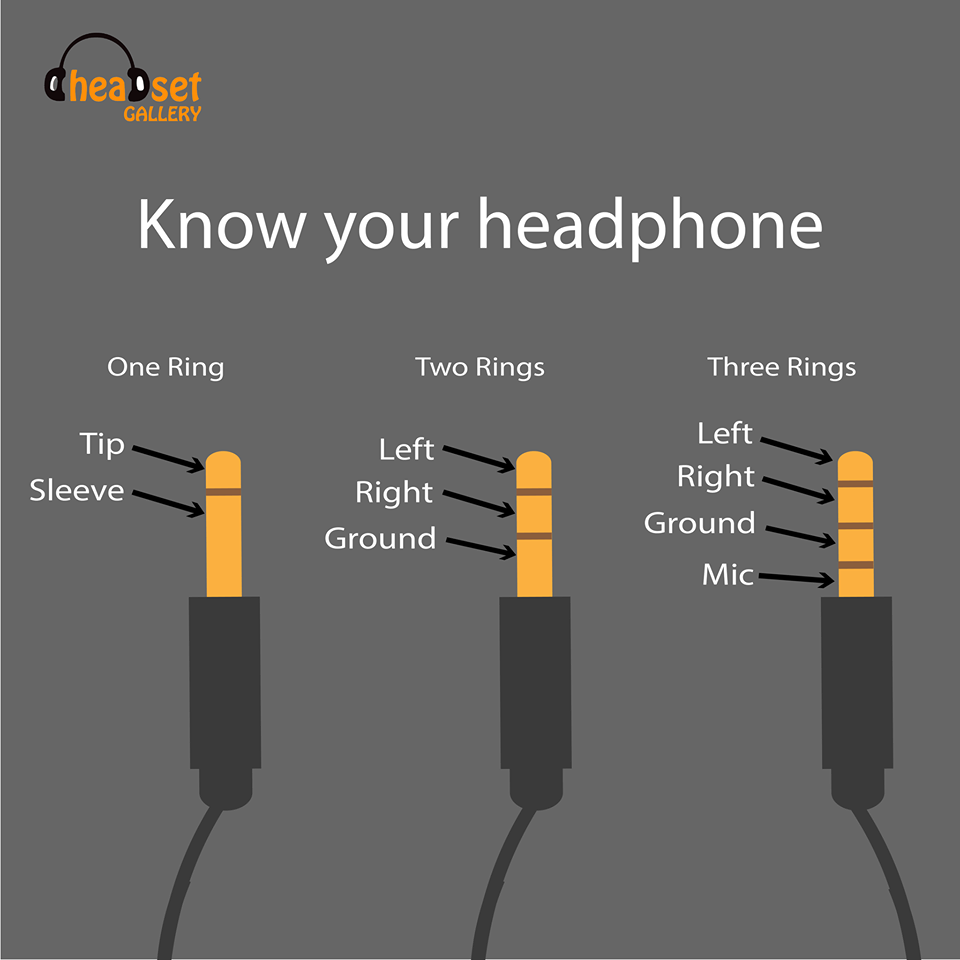 headset
GALLERY
Know your headphone
One Ring
Tip
Sleeve
Two Rings
Left
Right
Ground
Three Rings
Left
Right
Ground
Mic